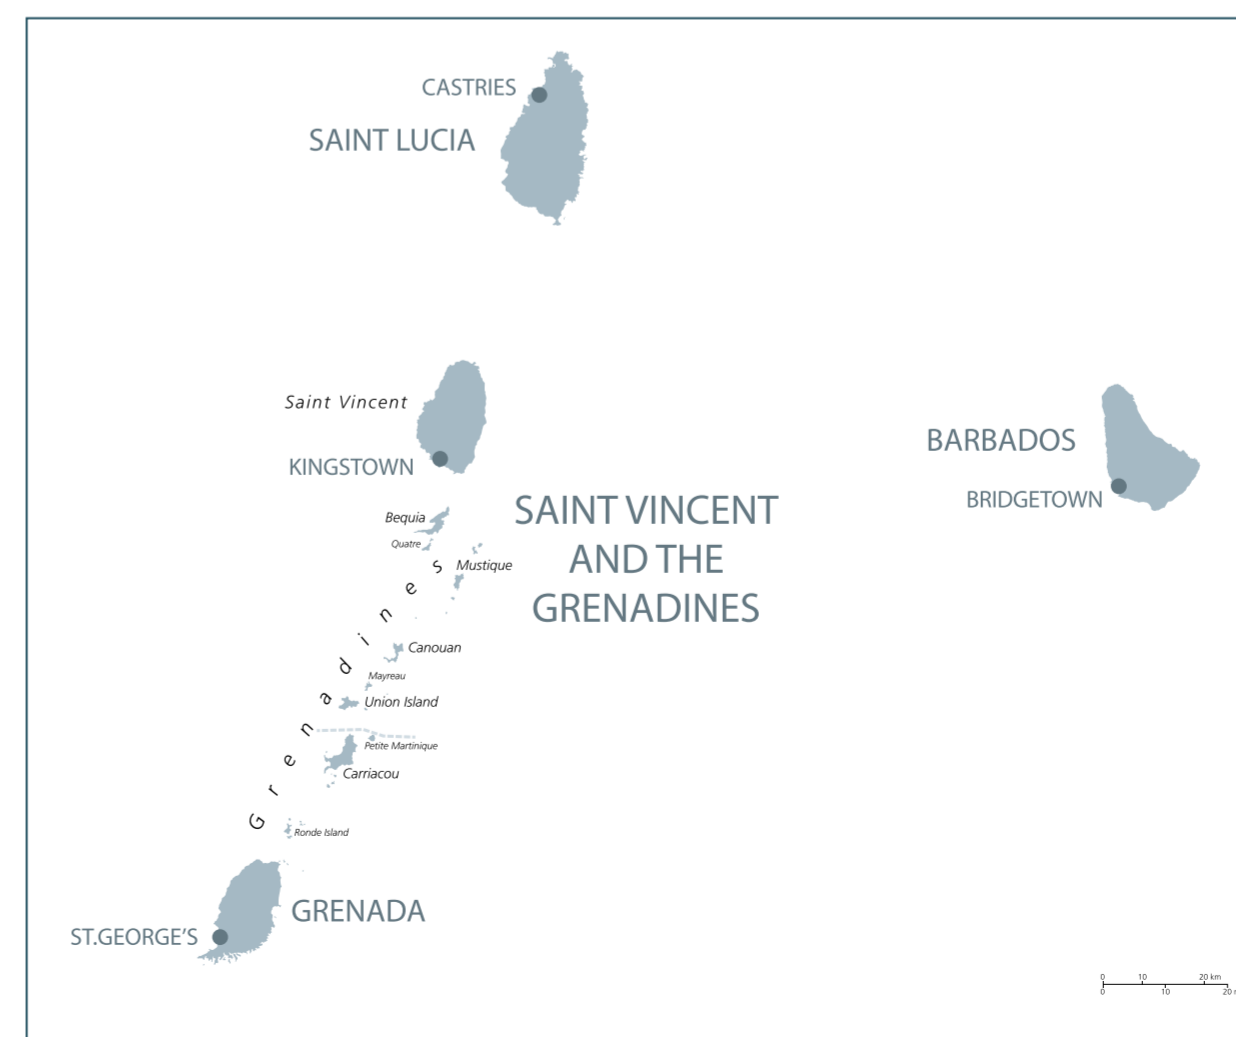 CASTRIES
SAINT LUCIA
Saint Vincent
KINGSTOWN
BARBADOS
BRIDGETOWN
SAINT VINCENT
AND THE
GRENADINES
Bequia
Quatre
Mustique
Grenadines
Canouan
Mayreau
Union Island
Petite Martinique
Carriacou
Ronde Island
GRENADA
ST.GEORGE'S
0 10 20 km
0 10 20